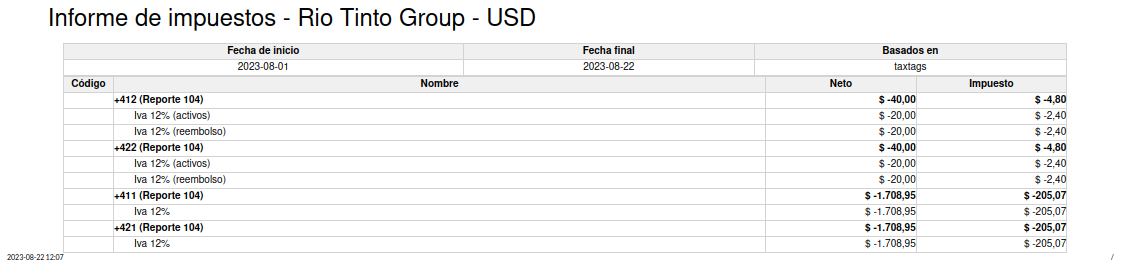 Informe de impuestos - Rio Tinto Group - USD
Fecha de inicio Fecha final Basados en
2023-08-01 2023-08-22 taxtags
Código Nombre Neto Impuesto
+412 (Reporte 104) $ -40,00 $ -4,80
Iva 12% (activos) $ -20,00 $ -2,40
Iva 12% (reembolso) $ -20,00 $ -2,40
+422 (Reporte 104) $ -40,00 $ -4,80
Iva 12% (activos) $ -20,00 $ -2,40
Iva 12% (reembolso) $ -20,00 $ -2,40
+411 (Reporte 104) $ -1.708,95 $ -205,07
Iva 12% $ -1.708,95 $ -205,07
+421 (Reporte 104) $ -1.708,95 $ -205,07
Iva 12% $ -1.708,95 $ -205,07
2023-08-22 12:07 /